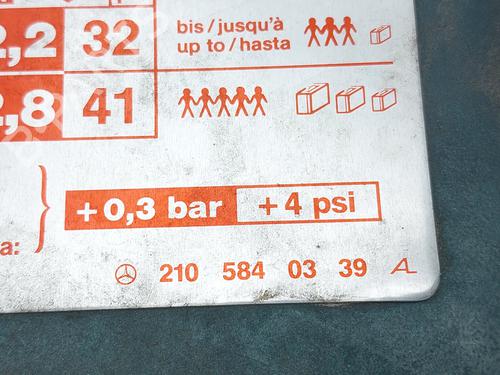 2,2 32 bis / jusqu'à
up to / hasta
2,8 41
+ 0,3 bar + 4 psi
a:
210 584 03 39